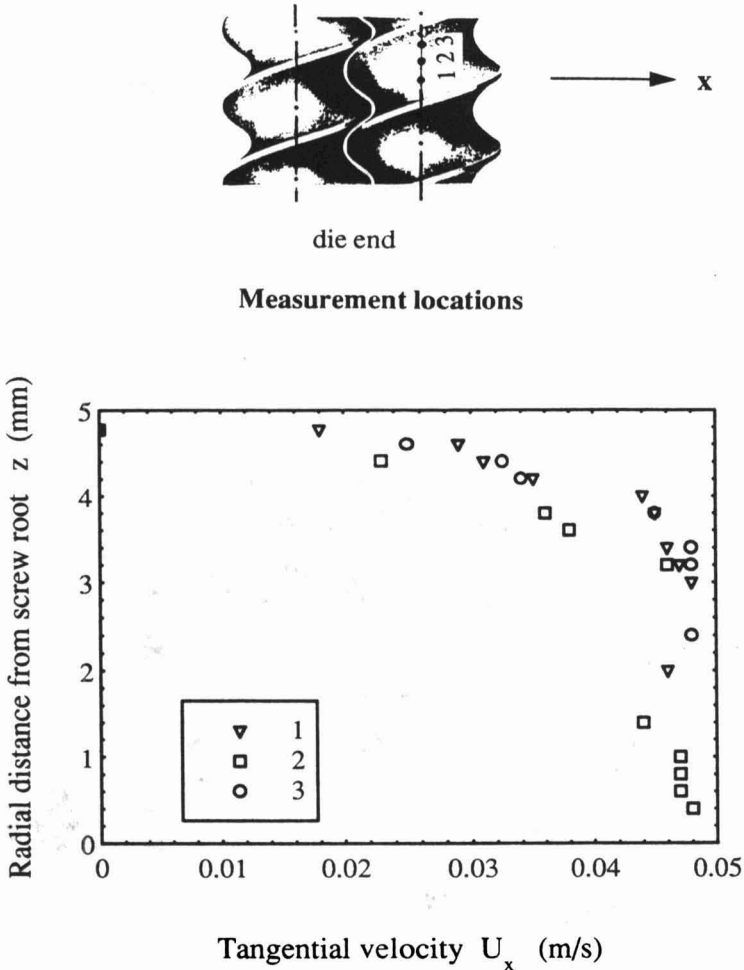 1 2 3
x
die end
Measurement locations
Radial distance from screw root z (mm)
5
4
3
2
1
0
1
2
3
0
0.01
0.02
0.03
0.04
0.05
Tangential velocity U_x (m/s)